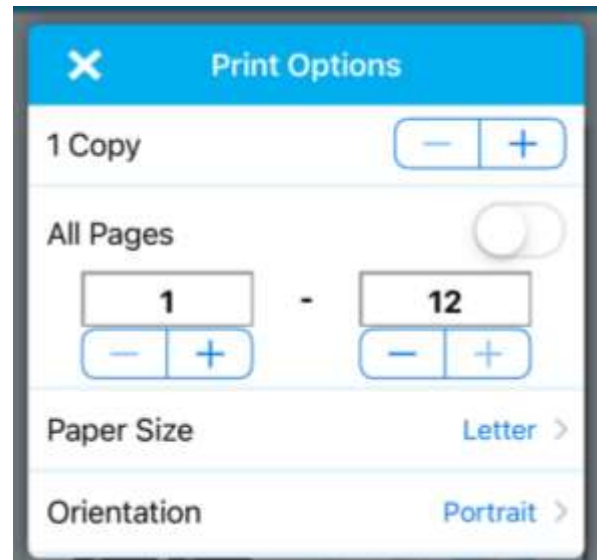 Print Options
1 Copy
All Pages
1 - 12
Paper Size Letter
Orientation Portrait